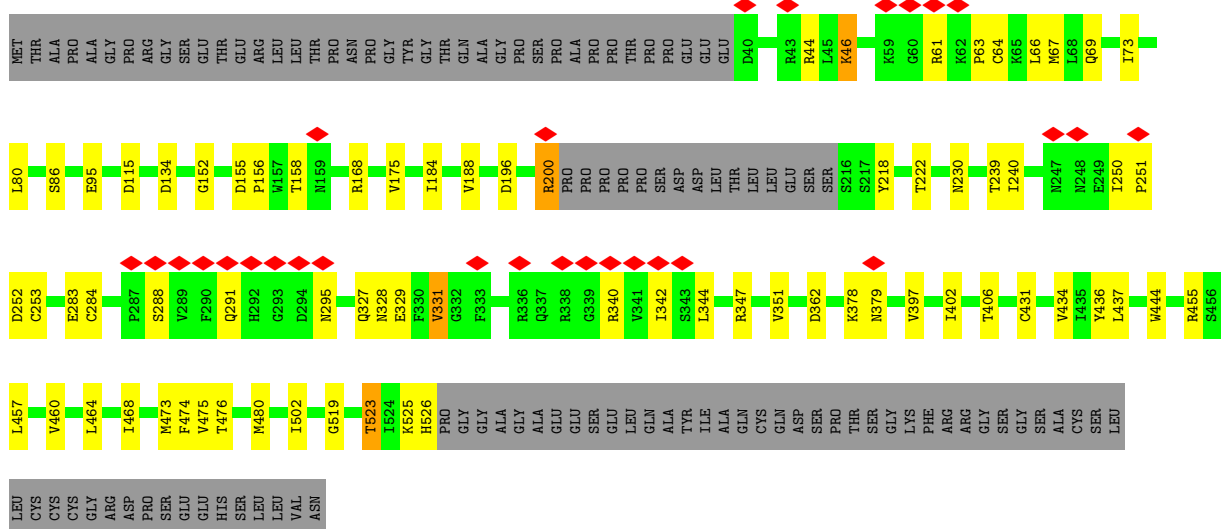 MET THR ALA PRO ALA GLY PRO ARG GLY SER GLU THR GLU ARG LEU LEU THR PRO ASN PRO GLY TYR GLY THR GLN ALA GLY PRO SER PRO ALA PRO PRO THR PRO PRO GLU GLU GLU D40 R43 R44 L45 K46 K59 G60 R61 K62 P63 C64 K65 L66 M67 L68 Q69 I73
L80 S86 E95 D115 D134 G152 D155 P156 W157 T158 N159 R168 V175 I184 V188 D196 R200 PRO PRO PRO PRO PRO SER ASP ASP LEU THR LEU LEU GLU SER SER S216 S217 Y218 T222 N230 T239 I240 N247 N248 E249 I250 P251
D252 C253 E283 C284 P287 S288 V289 F290 Q291 H292 G293 D294 N295 Q327 N328 E329 F330 V331 G332 F333 R336 Q337 R338 G339 R340 V341 I342 S343 L344 R347 V351 D362 K378 N379 V397 I402 T406 C431 V434 I435 Y436 L437 W444 R455 S456
L457 V460 L464 I468 M473 F474 V475 T476 M480 I502 G519 T523 I524 K525 H526 PRO GLY GLY ALA GLY ALA GLU GLU SER GLU LEU GLN ALA TYR ILE ALA GLN CYS GLN ASP SER PRO THR SER GLY LYS PHE ARG ARG GLY SER GLY SER ALA CYS SER LEU
LEU CYS CYS CYS GLY ARG ASP PRO SER GLU GLU HIS SER LEU LEU VAL ASN